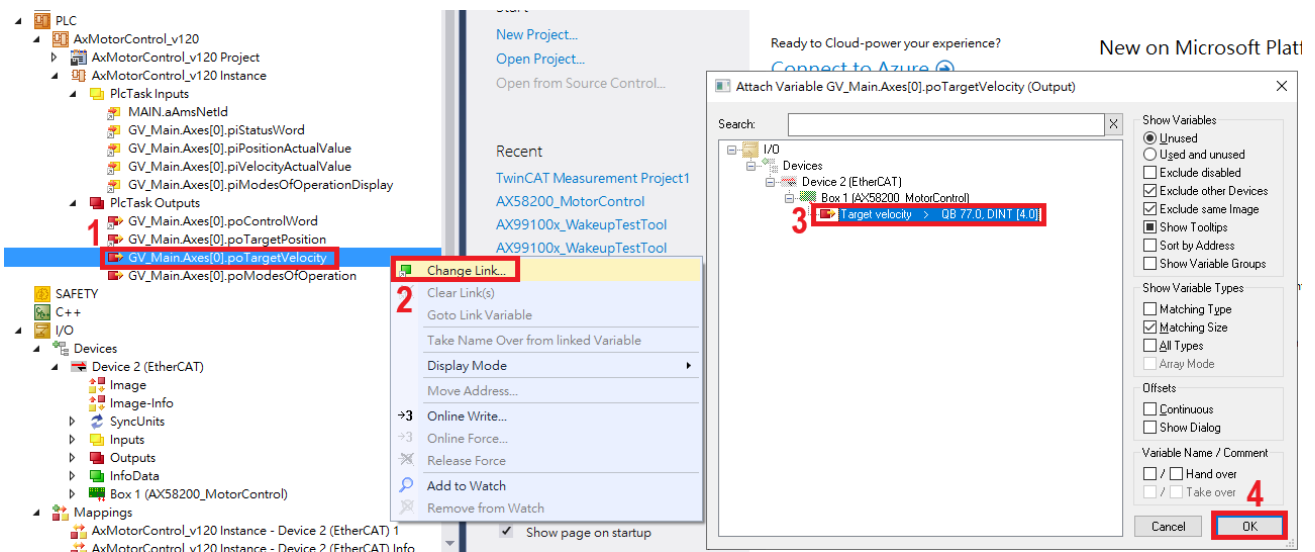 PLC
AxMotorControl_v120
AxMotorControl_v120 Project
AxMotorControl_v120 Instance
PlcTask Inputs
MAIN.aAmsNetId
GV_Main.Axes[0].piStatusWord
GV_Main.Axes[0].piPositionActualValue
GV_Main.Axes[0].piVelocityActualValue
GV_Main.Axes[0].piModesOfOperationDisplay
PlcTask Outputs
GV_Main.Axes[0].poControlWord
1
GV_Main.Axes[0].poTargetPosition
GV_Main.Axes[0].poTargetVelocity
GV_Main.Axes[0].poModesOfOperation
SAFETY
C++
I/O
Devices
Device 2 (EtherCAT)
Image
Image-Info
SyncUnits
Inputs
Outputs
InfoData
Box 1 (AX58200_MotorControl)
Mappings
AxMotorControl_v120 Instance - Device 2 (EtherCAT) 1
AxMotorControl_v120 Instance - Device 2 (EtherCAT) Info
Start
New Project...
Open Project...
Open from Source Control...
Recent
TwinCAT Measurement Project1
AX58200_MotorControl
AX99100x_WakeupTestTool
AX99100x_WakeupTestTool
Change Link...
2
Clear Link(s)
Goto Link Variable
Take Name Over from linked Variable
Display Mode
Move Address...
→3 Online Write...
→3 Online Force...
Release Force
Add to Watch
Remove from Watch
Show page on startup
Ready to Cloud-power your experience?
Connect to Azure
New on Microsoft Platf
Attach Variable GV_Main.Axes[0].poTargetVelocity (Output)
Search:
X
I/O
Devices
Device 2 (EtherCAT)
Box 1 (AX58200_MotorControl)
3
Target velocity > QB 77.0, DINT [4.0]
Show Variables
Unused
Used and unused
Exclude disabled
Exclude other Devices
Exclude same Image
Show Tooltips
Sort by Address
Show Variable Groups
Show Variable Types
Matching Type
Matching Size
All Types
Array Mode
Offsets
Continuous
Show Dialog
Variable Name / Comment
/ Hand over
/ Take over
4
Cancel
OK